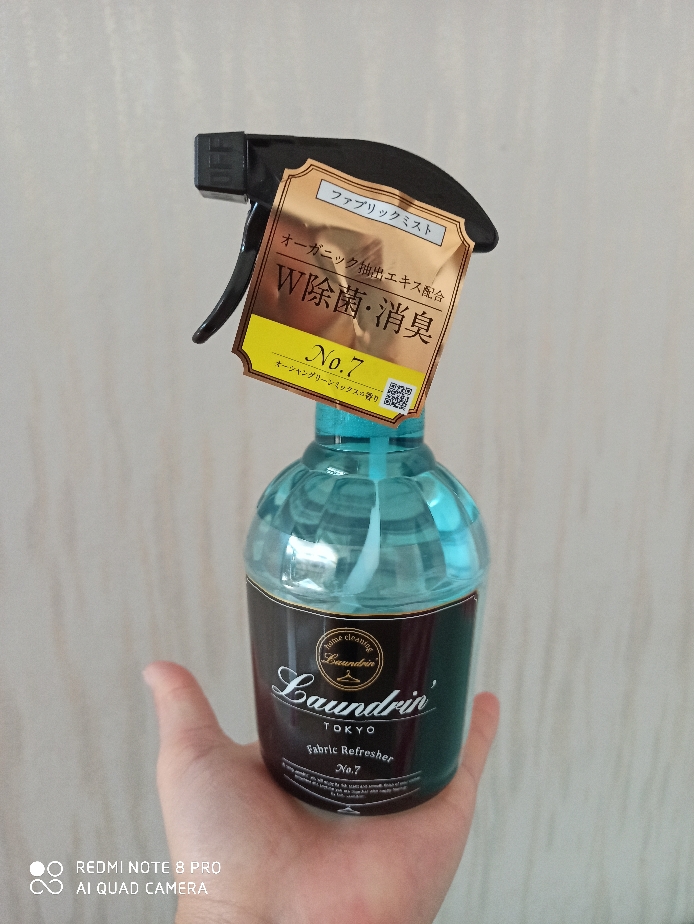 OFF
ファブリックミスト
オーガニック抽出エキス配合
W除菌・消臭
No.7
オーシャングリーンミックスの香り
home cleaning
Laundrin'
Laundrin'
TOKYO
Fabric Refresher
No.7
REDMI NOTE 8 PRO
AI QUAD CAMERA